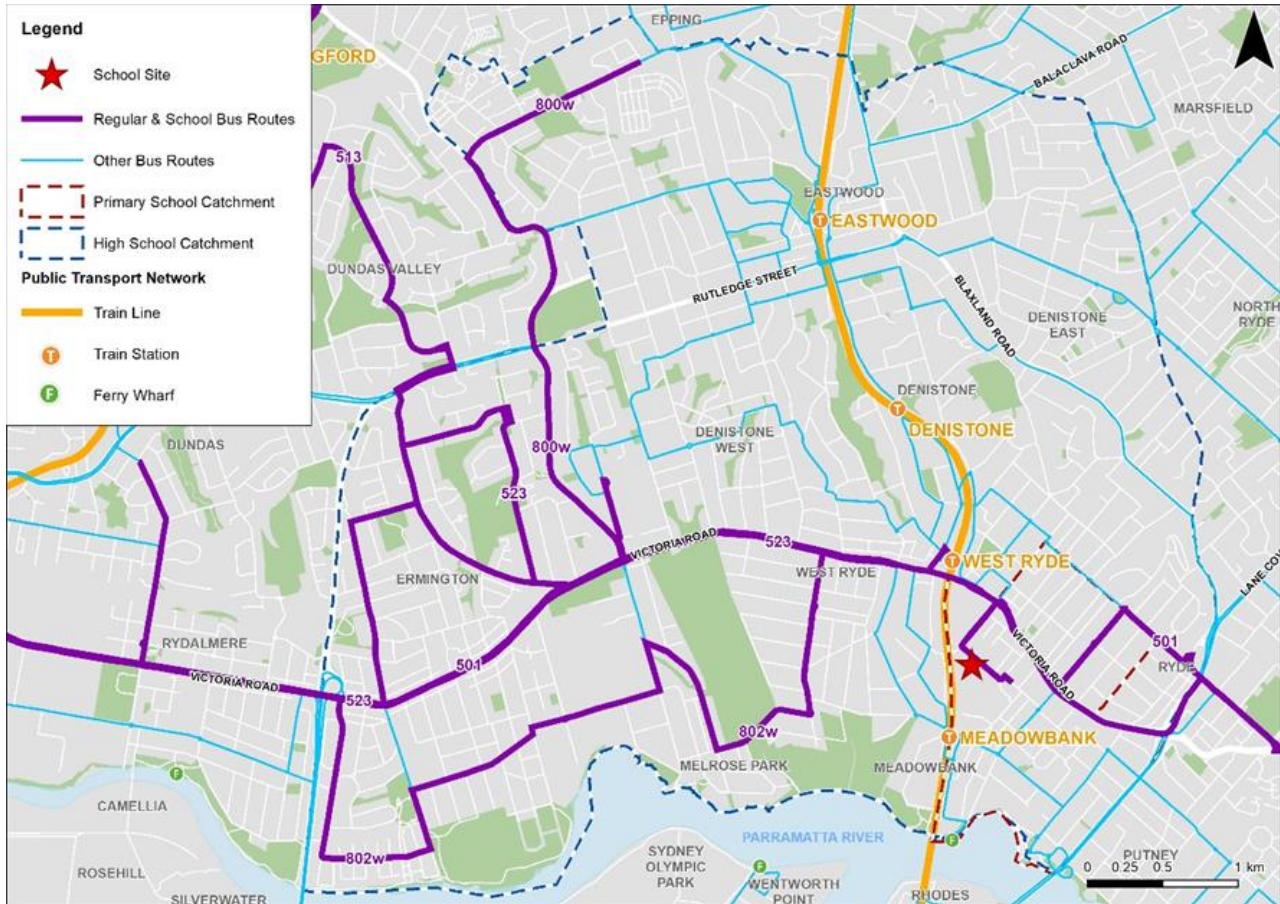 Legend
School Site
Regular & School Bus Routes
Other Bus Routes
Primary School Catchment
High School Catchment
Public Transport Network
Train Line
T
Train Station
F
Ferry Wharf
GFORD
EPPING
BALACLAVA ROAD
MARSFIELD
800w
513
EASTWOOD
T EASTWOOD
DUNDAS VALLEY
RUTLEDGE STREET
BLAXLAND ROAD
DENISTONE
EAST
NORTH
RYDE
DENISTONE
T
DENISTONE
DUNDAS
DENISTONE
WEST
800w
523
VICTORIA ROAD
523
WEST RYDE
T WEST RYDE
ERMINGTON
LANE CO
RYDALMERE
501
VICTORIA ROAD
501
RYDE
VICTORIA ROAD
523
802w
T MEADOWBANK
MELROSE PARK
MEADOWBANK
F
CAMELLIA
PARRAMATTA RIVER
F
802w
SYDNEY
OLYMPIC
PARK
F
WENTWORTH
POINT
PUTNEY
ROSEHILL
SILVERWATER
RHODES
0 0.25 0.5 1 km